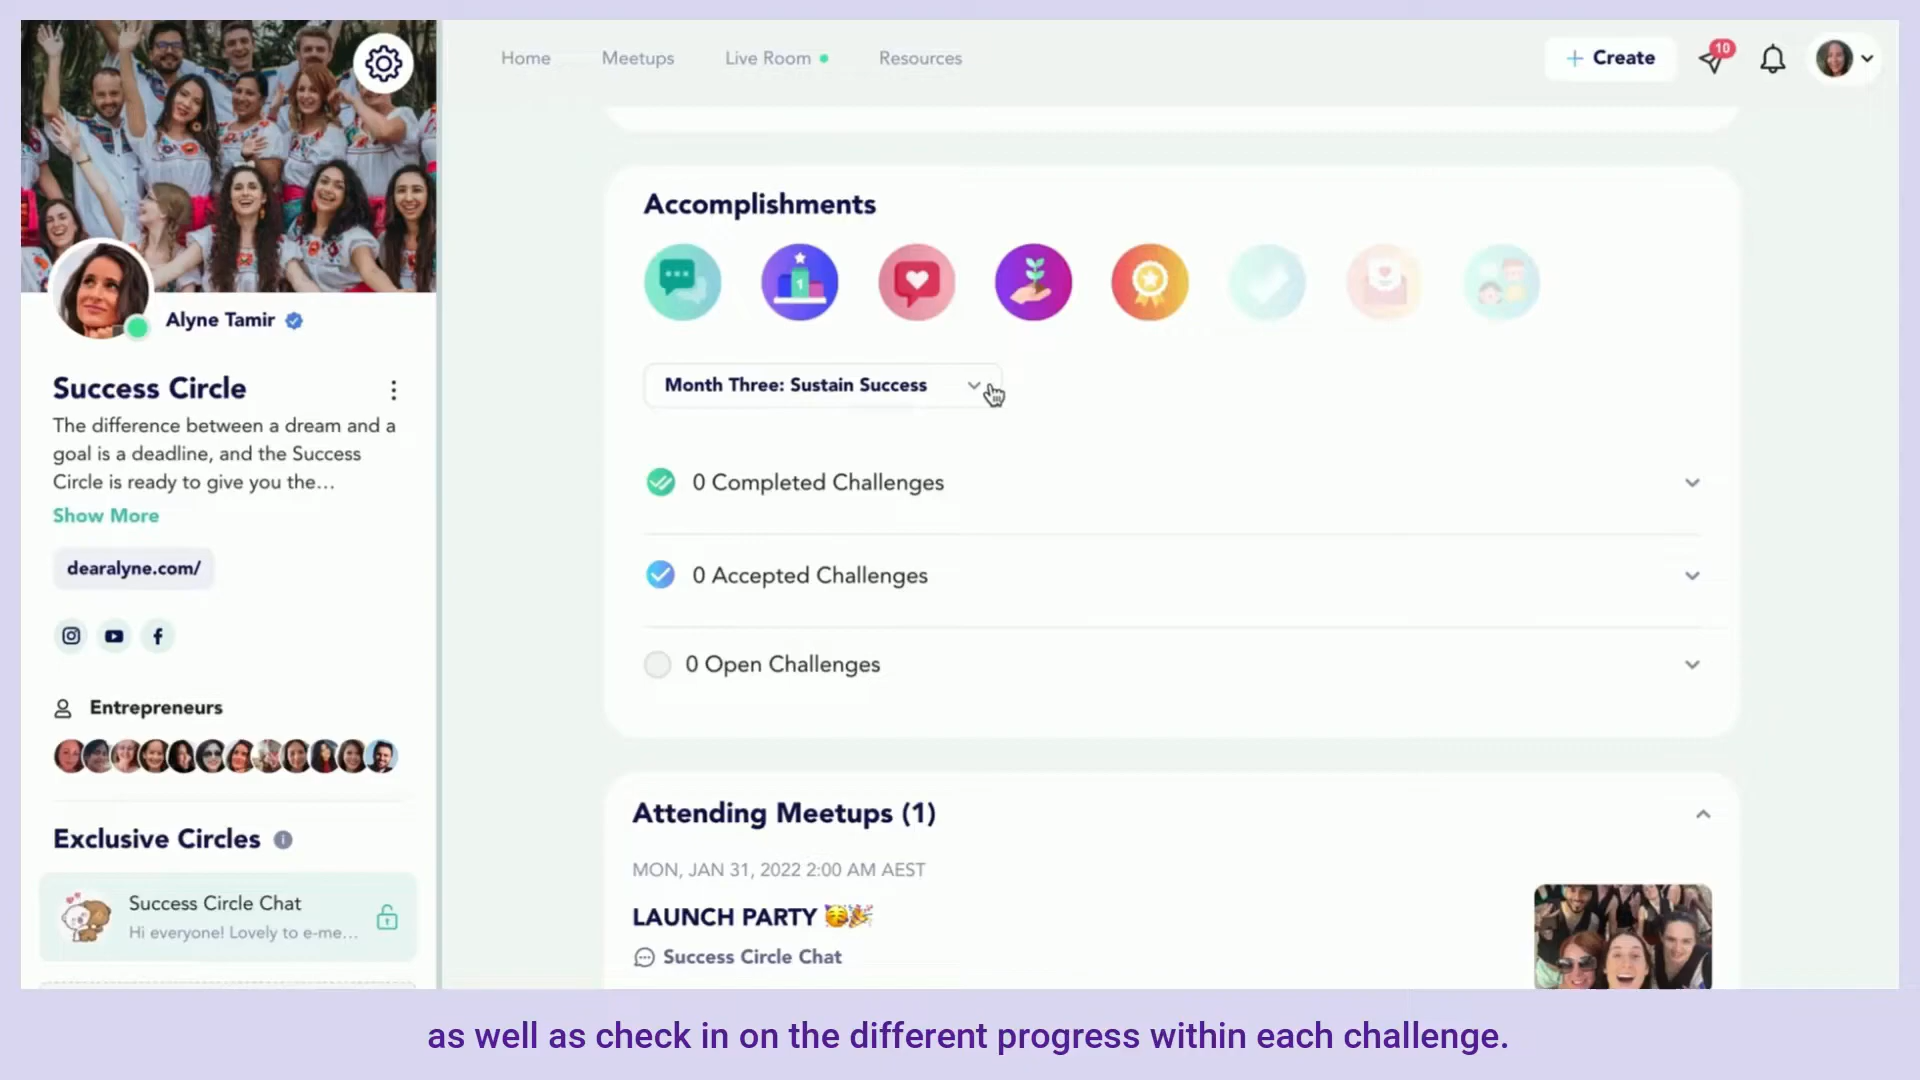 Home
Meetups
Live Room
Resources
+ Create
10
Alyne Tamir
Success Circle
The difference between a dream and a
goal is a deadline, and the Success
Circle is ready to give you the...
Show More
dearalyne.com/
Entrepreneurs
Exclusive Circles
Success Circle Chat
Hi everyone! Lovely to e-me...
Accomplishments
1
Month Three: Sustain Success
0 Completed Challenges
0 Accepted Challenges
0 Open Challenges
Attending Meetups (1)
MON, JAN 31, 2022 2:00 AM AEST
LAUNCH PARTY 🥳🎉
Success Circle Chat
as well as check in on the different progress within each challenge.